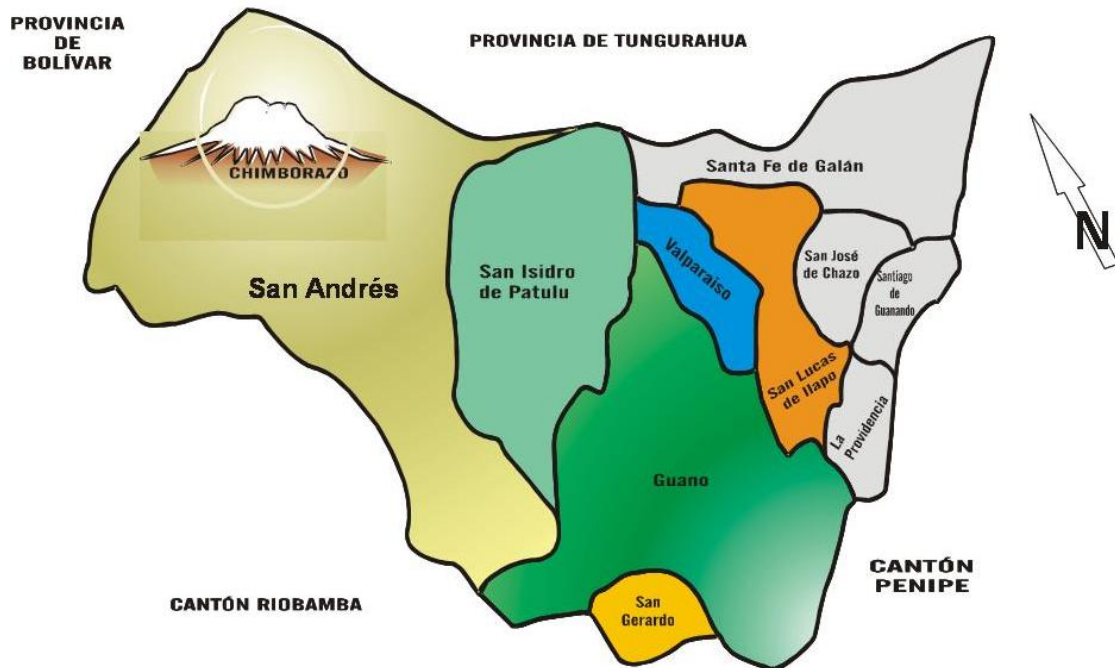 PROVINCIA
DE
BOLÍVAR
PROVINCIA DE TUNGURAHUA
CHIMBORAZO
Santa Fe de Galán
N
San Andrés
San Isidro
de Patulu
Valparaíso
San José
de Chazo
Santiago
de
Guanando
San Lucas
de Ilapo
La
Providencia
Guano
CANTÓN
PENIPE
CANTÓN RIOBAMBA
San
Gerardo